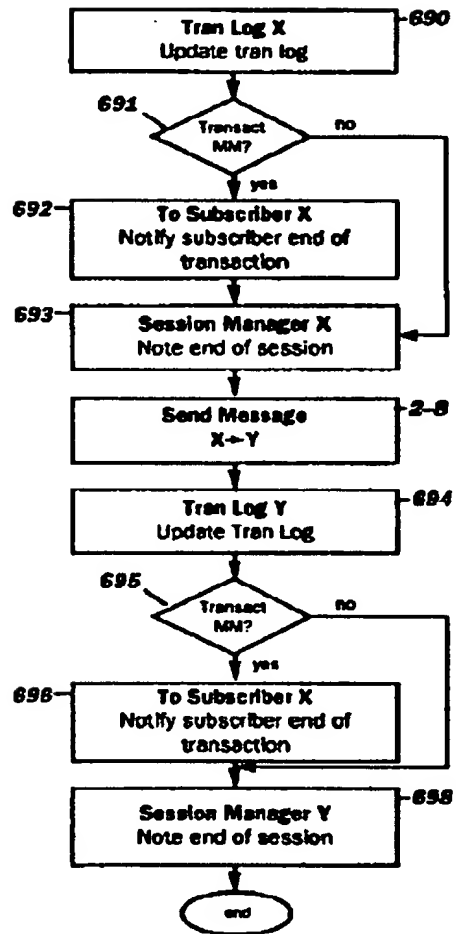 Tran Log X
Update tran log
690
691
Transact
MM?
no
yes
692
To Subscriber X
Notify subscriber end of
transaction
693
Session Manager X
Note end of session
Send Message
X→Y
2-8
Tran Log Y
Update Tran Log
694
695
Transact
MM?
no
yes
696
To Subscriber X
Notify subscriber end of
transaction
Session Manager Y
Note end of session
698
end